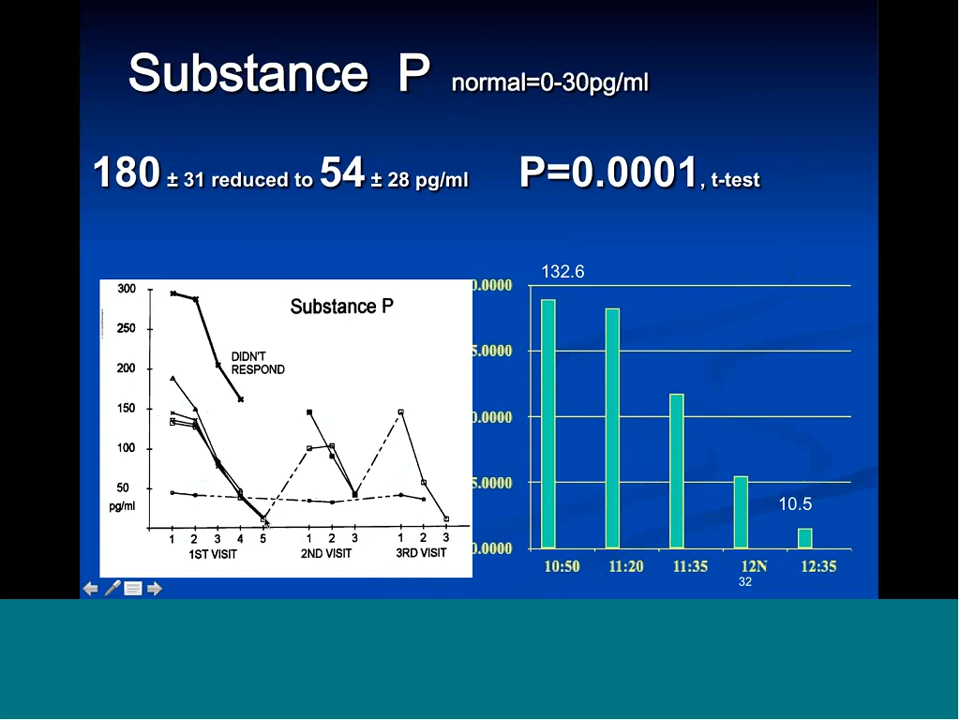 Substance P normal=0-30pg/ml
180 ± 31 reduced to 54 ± 28 pg/ml P=0.0001, t-test
Substance P
300
250
200
150
100
50
pg/ml
DIDN'T
RESPOND
1 2 3 4 5 1 2 3 1 2 3
1ST VISIT 2ND VISIT 3RD VISIT
132.6
0.0000
5.0000
0.0000
5.0000
0.0000
10.5
10:50 11:20 11:35 12N 12:35
32